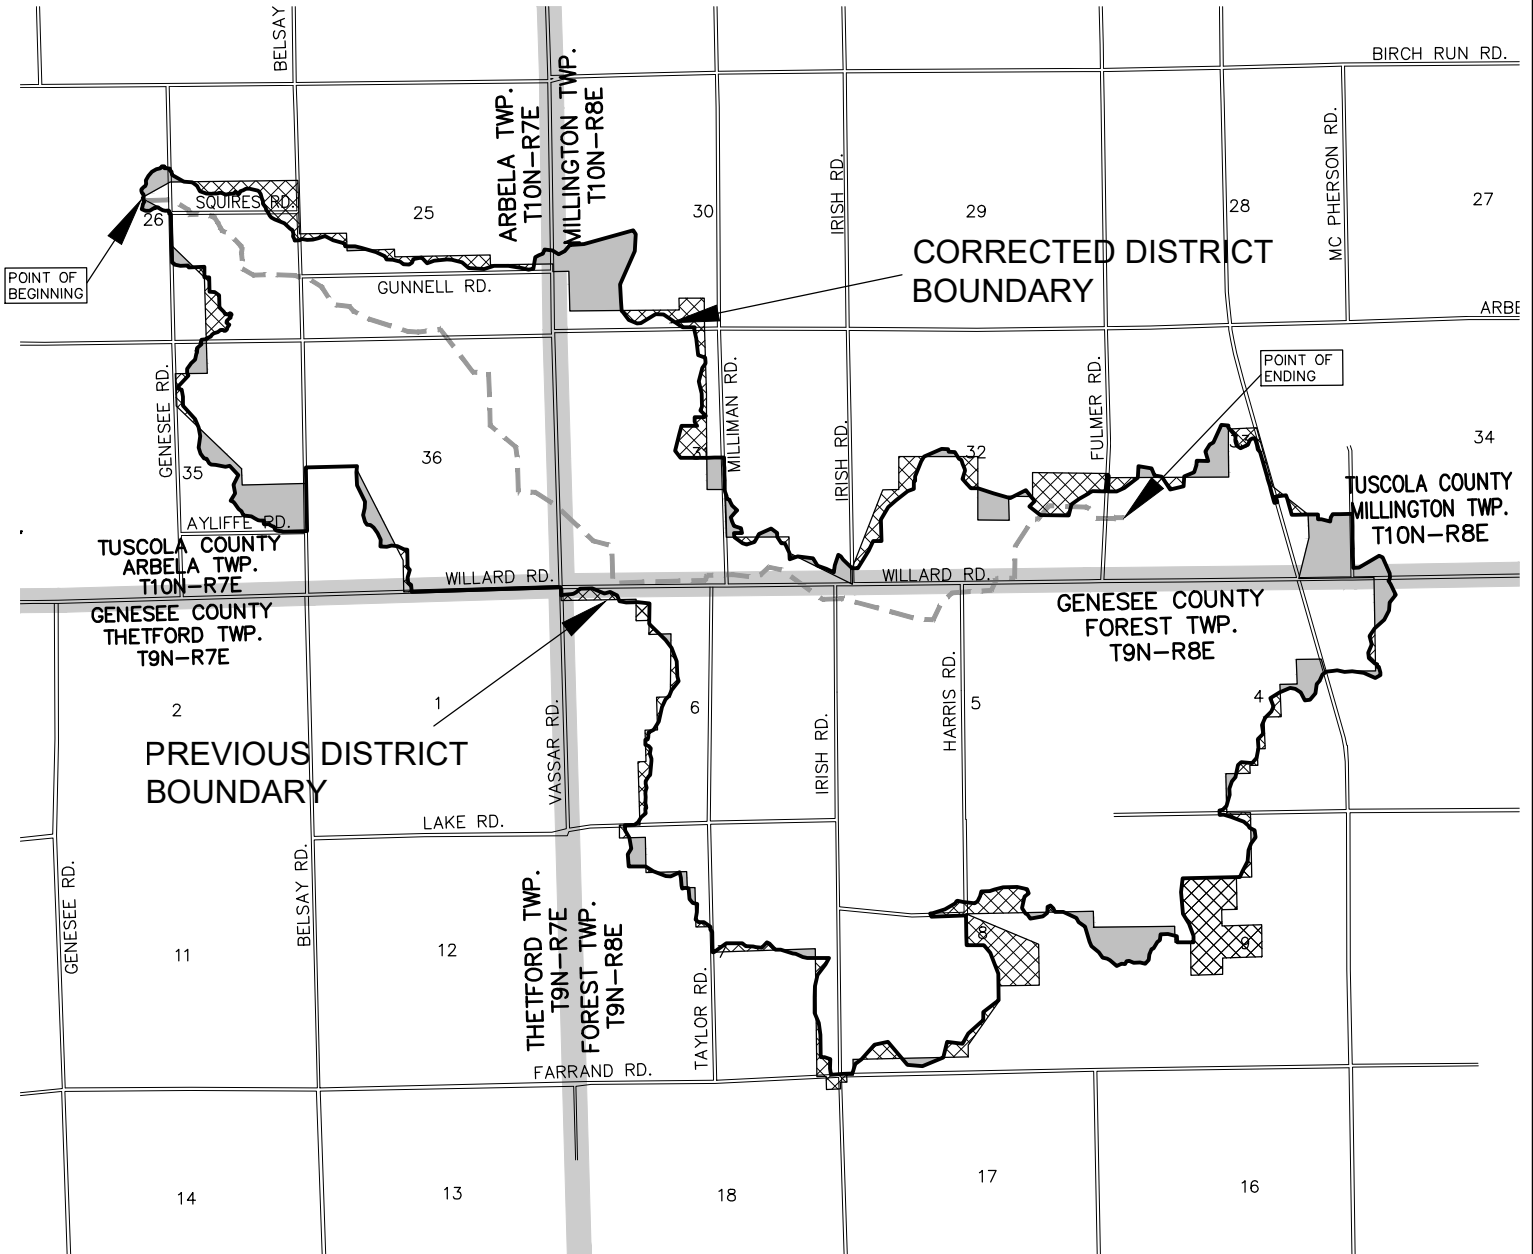 BELSAY
BIRCH RUN RD.
ARBELA TWP.
T10N-R7E
MILLINGTON TWP.
T10N-R8E
MC PHERSON RD.
IRISH RD.
SQUIRES RD.
26
25
30
29
28
27
CORRECTED DISTRICT
BOUNDARY
POINT OF
BEGINNING
GUNNELL RD.
ARBE
POINT OF
ENDING
GENESEE RD.
MILLIMAN RD.
IRISH RD.
FULMER RD.
35
36
32
34
AYLIFFE RD.
TUSCOLA COUNTY
ARBELA TWP.
T10N-R7E
TUSCOLA COUNTY
MILLINGTON TWP.
T10N-R8E
WILLARD RD.
WILLARD RD.
GENESEE COUNTY
THETFORD TWP.
T9N-R7E
GENESEE COUNTY
FOREST TWP.
T9N-R8E
2
1
6
5
4
VASSAR RD.
IRISH RD.
HARRIS RD.
PREVIOUS DISTRICT
BOUNDARY
LAKE RD.
GENESEE RD.
BELSAY RD.
THETFORD TWP.
T9N-R7E
FOREST TWP.
T9N-R8E
TAYLOR RD.
11
12
7
8
9
FARRAND RD.
14
13
18
17
16